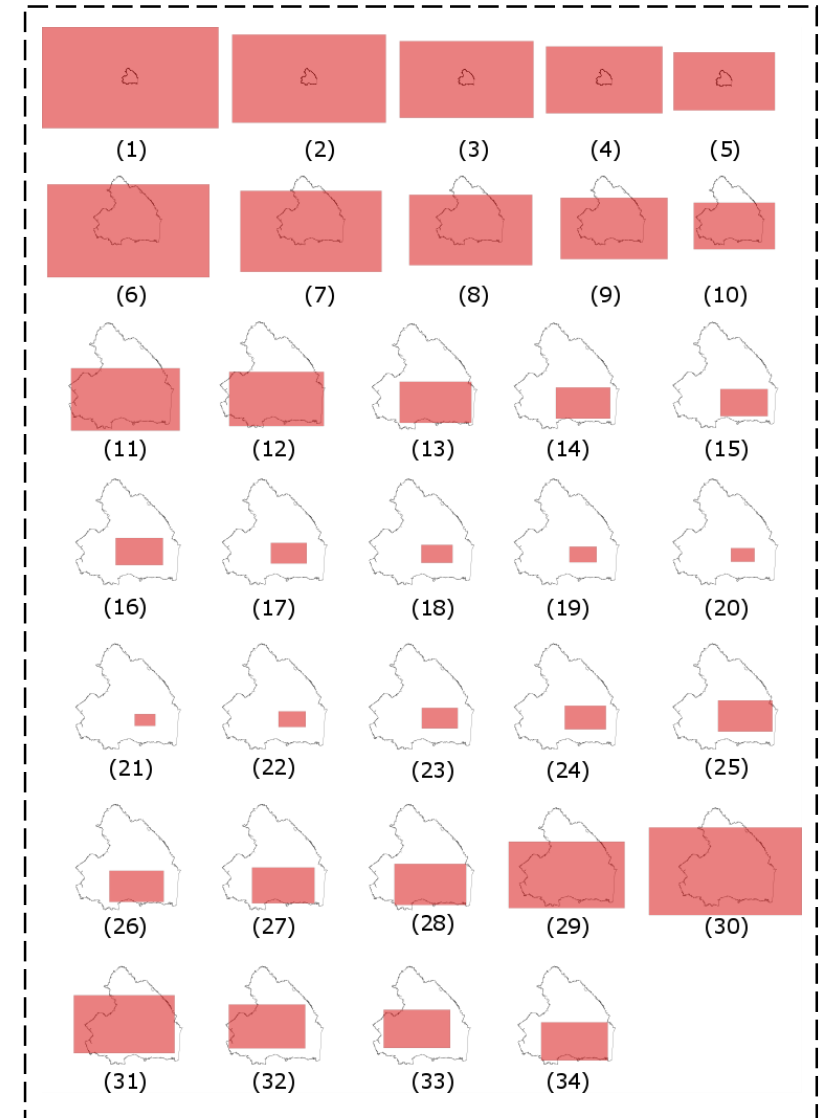 (1) (2) (3) (4) (5)
(6) (7) (8) (9) (10)
(11) (12) (13) (14) (15)
(16) (17) (18) (19) (20)
(21) (22) (23) (24) (25)
(26) (27) (28) (29) (30)
(31) (32) (33) (34)